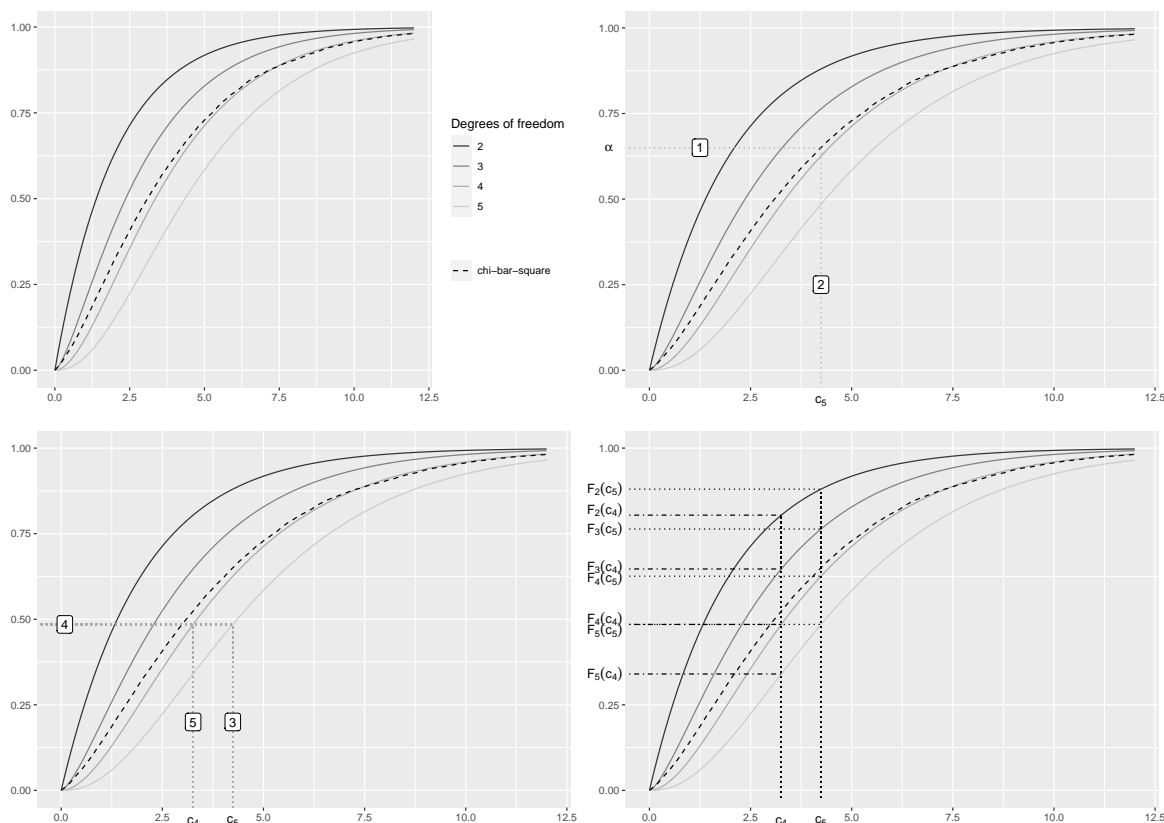 1.00
0.75
0.50
0.25
0.00
0.0 2.5 5.0 7.5 10.0 12.5
Degrees of freedom
2
3
4
5
chi−bar−square
1.00
0.75
α
0.50
0.25
0.00
1
2
0.0 2.5 c₅ 5.0 7.5 10.0 12.5
1.00
0.75
0.50
0.25
0.00
4
5 3
0.0 2.5 c₄ c₅ 5.0 7.5 10.0 12.5
1.00
F₂(c₅)
F₂(c₄)
0.75
F₃(c₅)
F₃(c₄)
F₄(c₅)
0.50
F₄(c₄)
F₅(c₅)
F₅(c₄)
0.25
0.00
0.0 2.5 c₄ c₅ 5.0 7.5 10.0 12.5